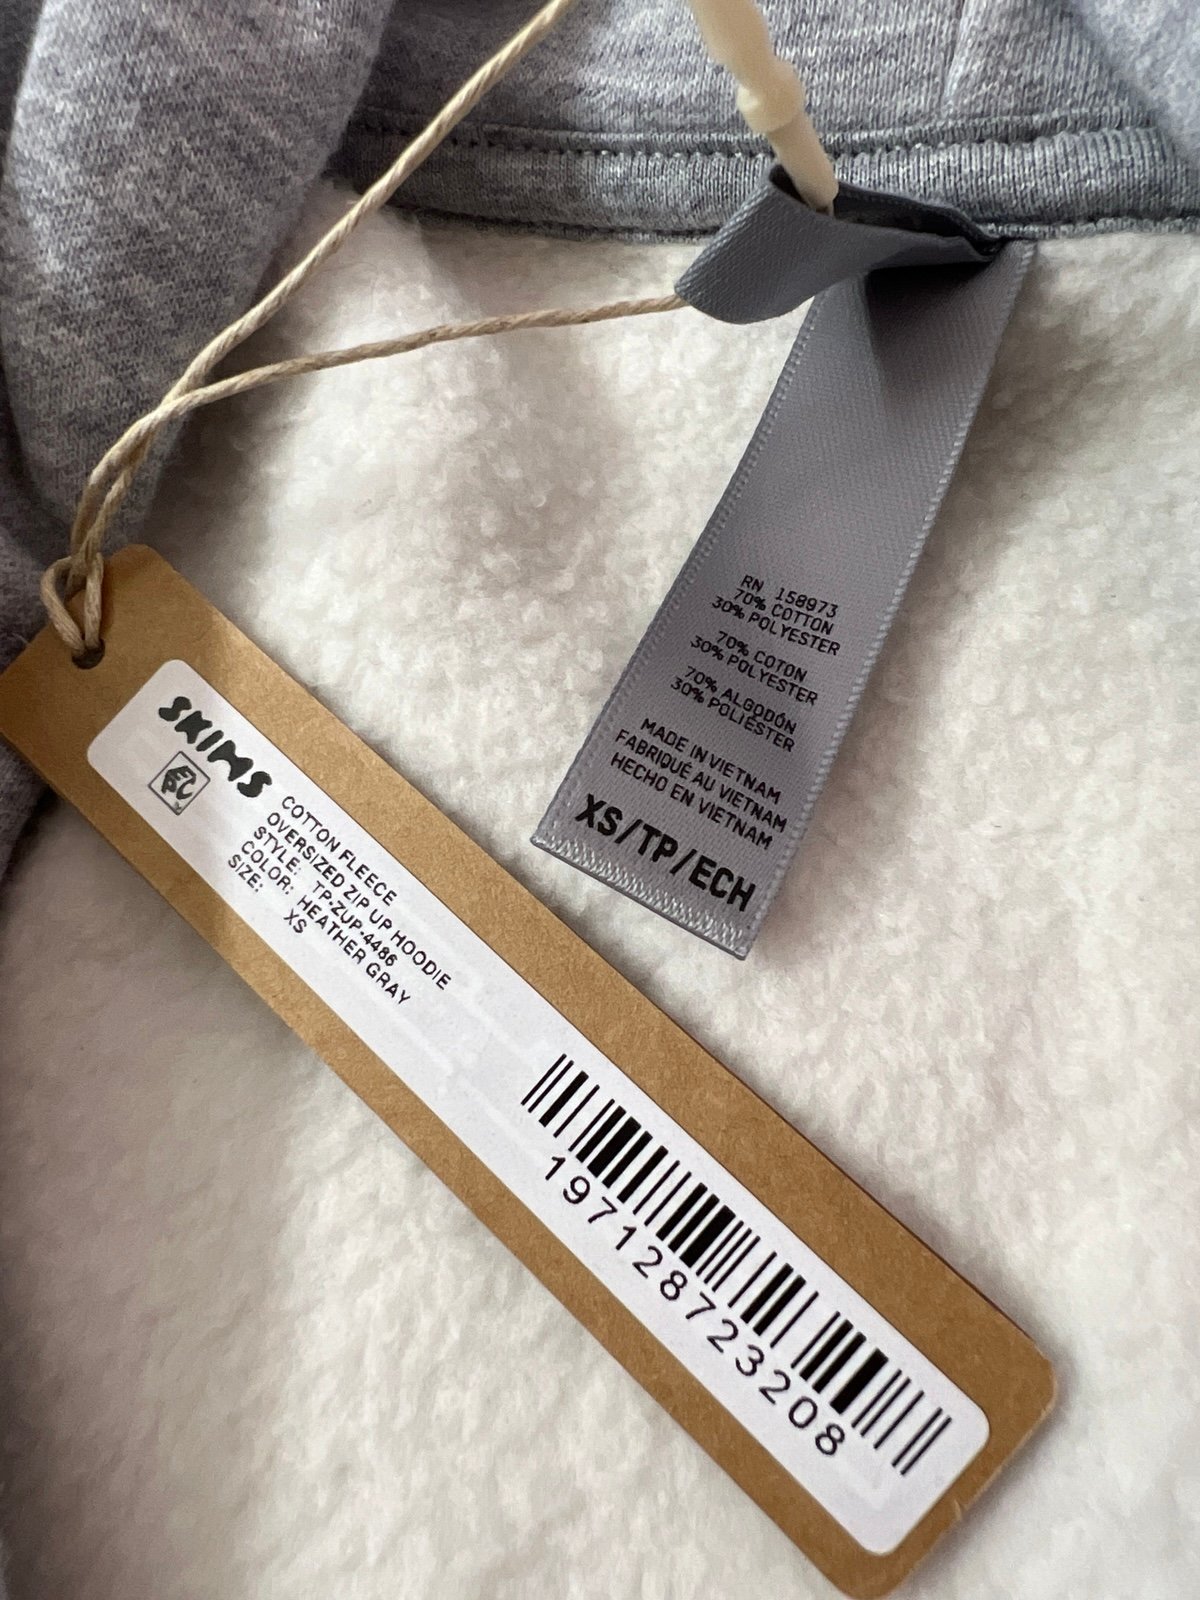 SKIMS
COTTON FLEECE
OVERSIZED ZIP UP HOODIE
STYLE: TP-ZUP-4486
COLOR: HEATHER GRAY
SIZE: XS
197128723208
RN 158973
70% COTTON
30% POLYESTER
70% COTON
30% POLYESTER
70% ALGODÓN
30% POLIÉSTER
MADE IN VIETNAM
FABRIQUÉ AU VIETNAM
HECHO EN VIETNAM
XS/TP/ECH